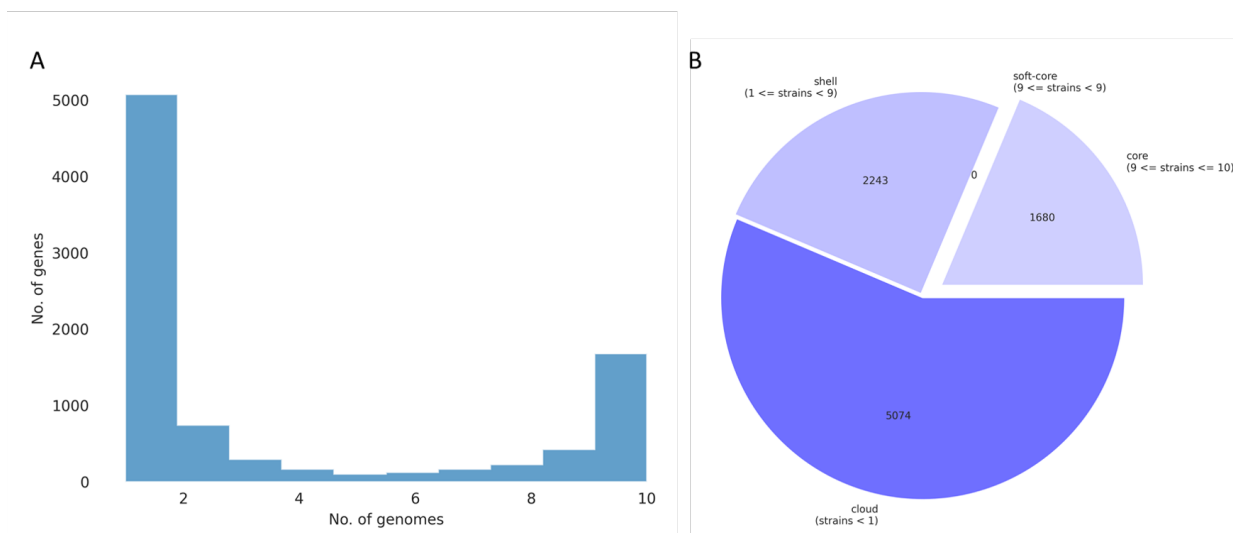 A
No. of genes
5000
4000
3000
2000
1000
0
2
4
6
8
10
No. of genomes
B
shell
(1 <= strains < 9)
soft-core
(9 <= strains < 9)
core
(9 <= strains <= 10)
2243
0
1680
5074
cloud
(strains < 1)